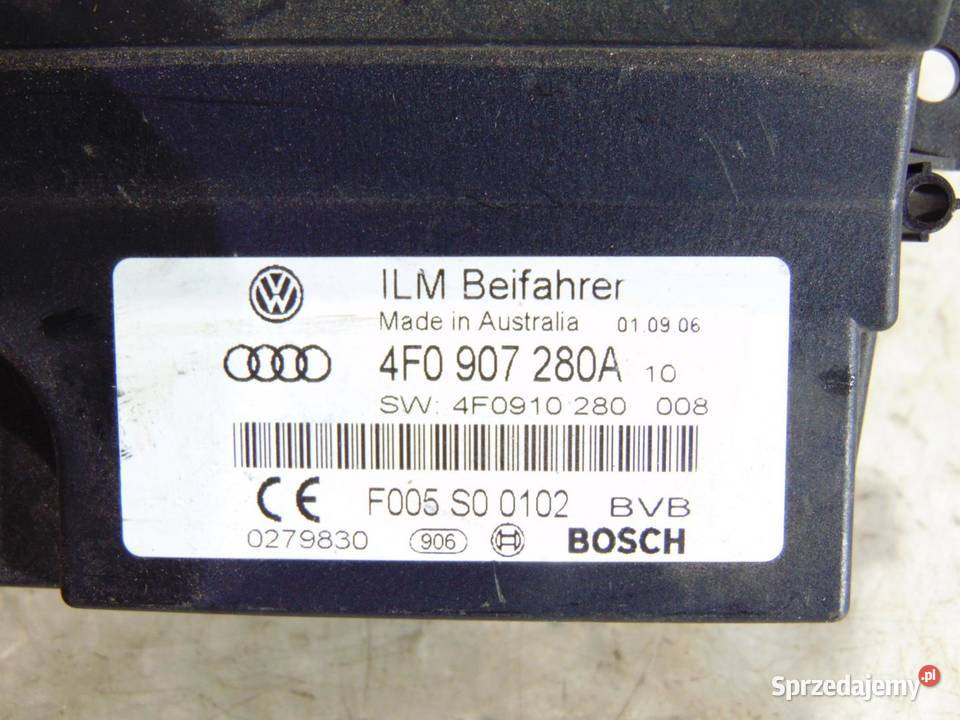 ILM Beifahrer
Made in Australia 01.09.06
4F0 907 280A 10
SW: 4F0910 280 008
CE F005 S0 0102 BVB
0279830 906 BOSCH
Sprzedajemy.pl